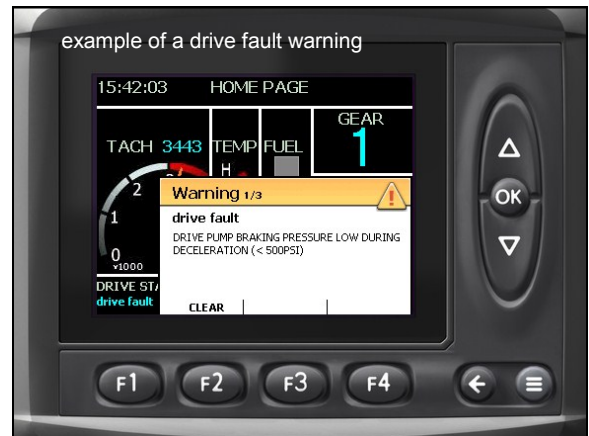 example of a drive fault warning
15:42:03 HOME PAGE
GEAR
1
TACH 3443 TEMP FUEL
H
2
1
0
x1000
Warning 1/3
drive fault
DRIVE PUMP BRAKING PRESSURE LOW DURING
DECELERATION (< 500PSI)
DRIVE STA
drive fault
CLEAR
OK
F1 F2 F3 F4